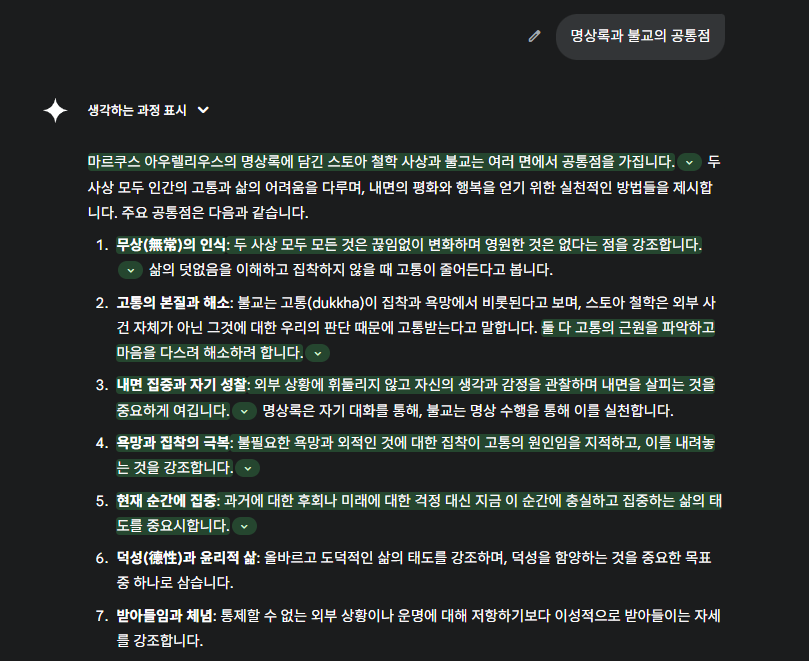 명상록과 불교의 공통점
생각하는 과정 표시
마르쿠스 아우렐리우스의 명상록에 담긴 스토아 철학 사상과 불교는 여러 면에서 공통점을 가집니다. 두
사상 모두 인간의 고통과 삶의 어려움을 다루며, 내면의 평화와 행복을 얻기 위한 실천적인 방법들을 제시합
니다. 주요 공통점은 다음과 같습니다.
1. 무상(無常)의 인식: 두 사상 모두 모든 것은 끊임없이 변화하며 영원한 것은 없다는 점을 강조합니다.
삶의 덧없음을 이해하고 집착하지 않을 때 고통이 줄어든다고 봅니다.
2. 고통의 본질과 해소: 불교는 고통(dukkha)이 집착과 욕망에서 비롯된다고 보며, 스토아 철학은 외부 사
건 자체가 아닌 그것에 대한 우리의 판단 때문에 고통받는다고 말합니다. 둘 다 고통의 근원을 파악하고
마음을 다스려 해소하려 합니다.
3. 내면 집중과 자기 성찰: 외부 상황에 휘둘리지 않고 자신의 생각과 감정을 관찰하며 내면을 살피는 것을
중요하게 여깁니다. 명상록은 자기 대화를 통해, 불교는 명상 수행을 통해 이를 실천합니다.
4. 욕망과 집착의 극복: 불필요한 욕망과 외적인 것에 대한 집착이 고통의 원인임을 지적하고, 이를 내려놓
는 것을 강조합니다.
5. 현재 순간에 집중: 과거에 대한 후회나 미래에 대한 걱정 대신 지금 이 순간에 충실하고 집중하는 삶의 태
도를 중요시합니다.
6. 덕성(德性)과 윤리적 삶: 올바르고 도덕적인 삶의 태도를 강조하며, 덕성을 함양하는 것을 중요한 목표
중 하나로 삼습니다.
7. 받아들임과 체념: 통제할 수 없는 외부 상황이나 운명에 대해 저항하기보다 이성적으로 받아들이는 자세
를 강조합니다.